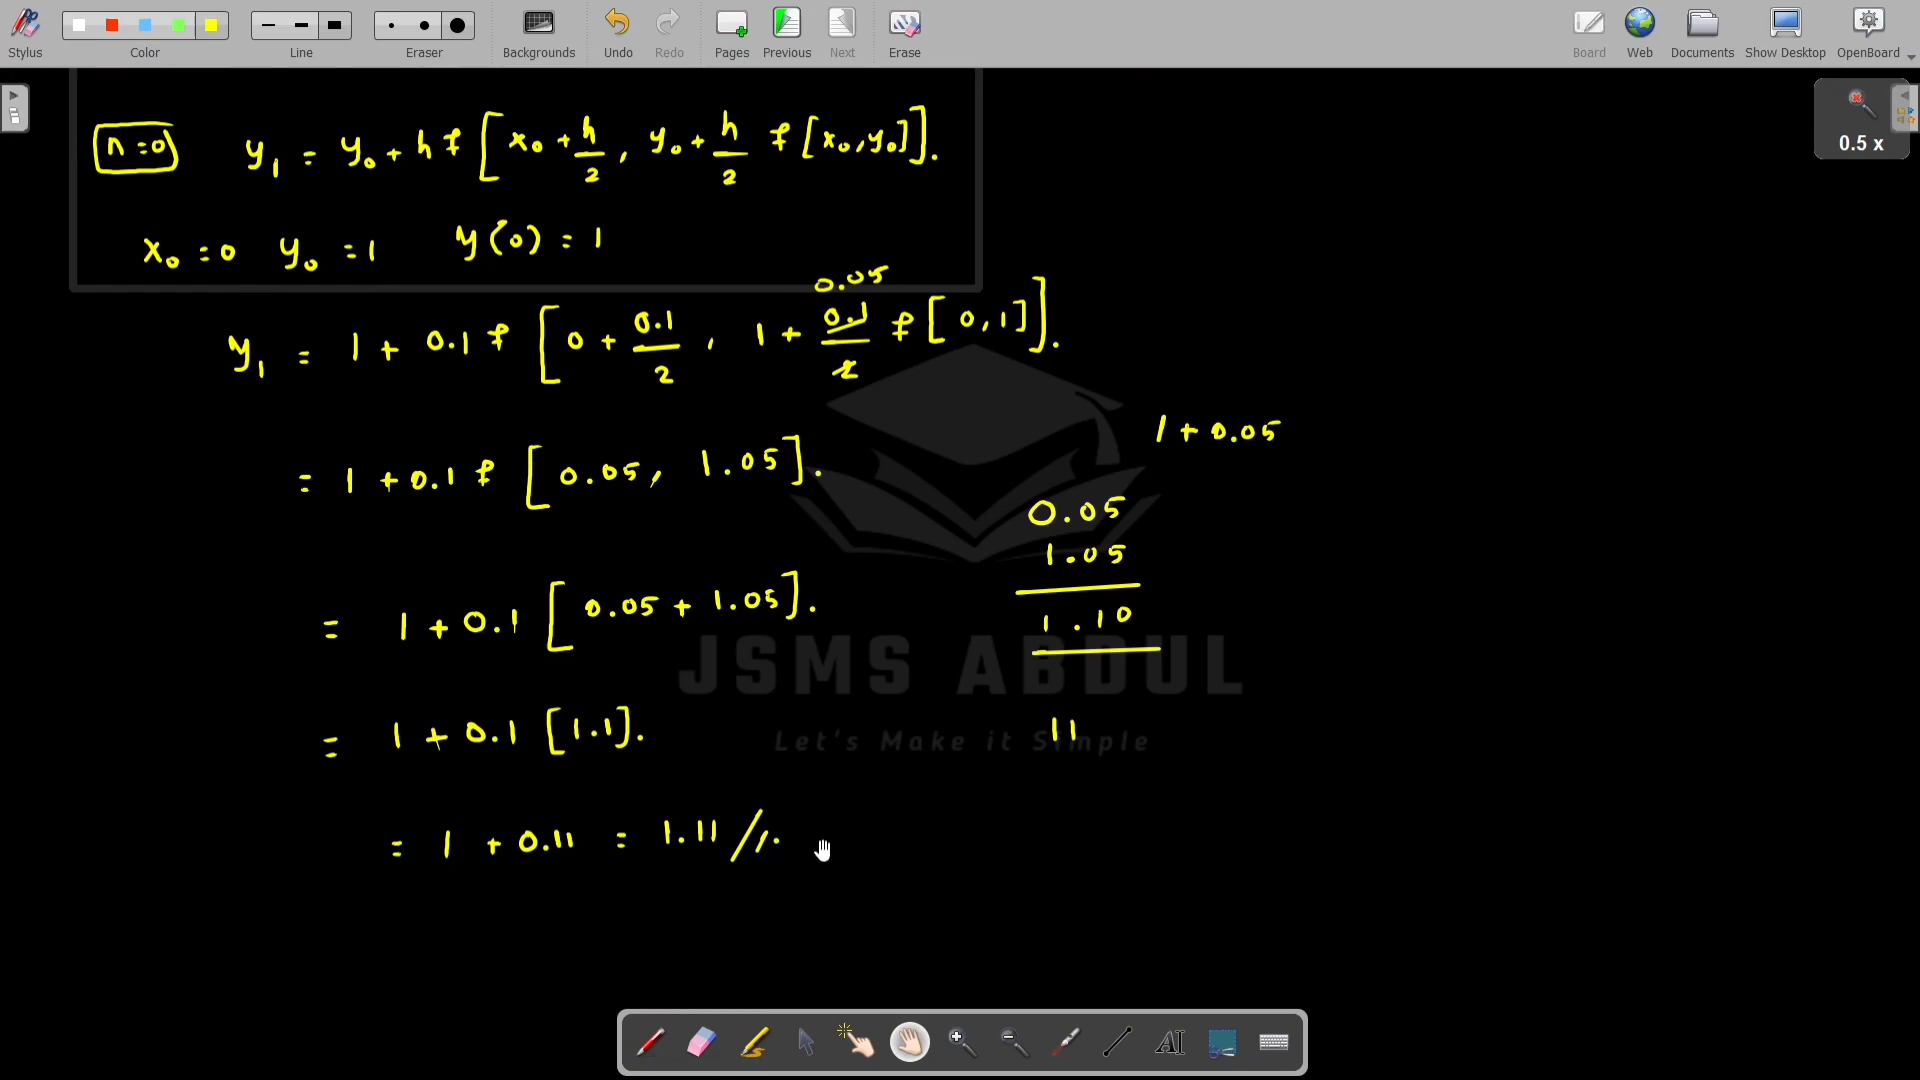 Stylus Color Line Eraser Backgrounds Undo Redo Pages Previous Next Erase Board Web Documents Show Desktop OpenBoard
0.5 x
n=0 y₁ = y₀ + h f [x₀ + h/2, y₀ + h/2 f [x₀, y₀]].
x₀ = 0 y₀ = 1 y(0) = 1
0.05
y₁ = 1 + 0.1 f [0 + 0.1/2, 1 + 0.1/2 f [0, 1]].
1 + 0.05
= 1 + 0.1 f [0.05, 1.05].
0.05
1.05
= 1 + 0.1 [0.05 + 1.05].
1.10
JSMS ABDUL
= 1 + 0.1 [1.1].
11
Let's Make it Simple
= 1 + 0.11 = 1.11 //.
AI